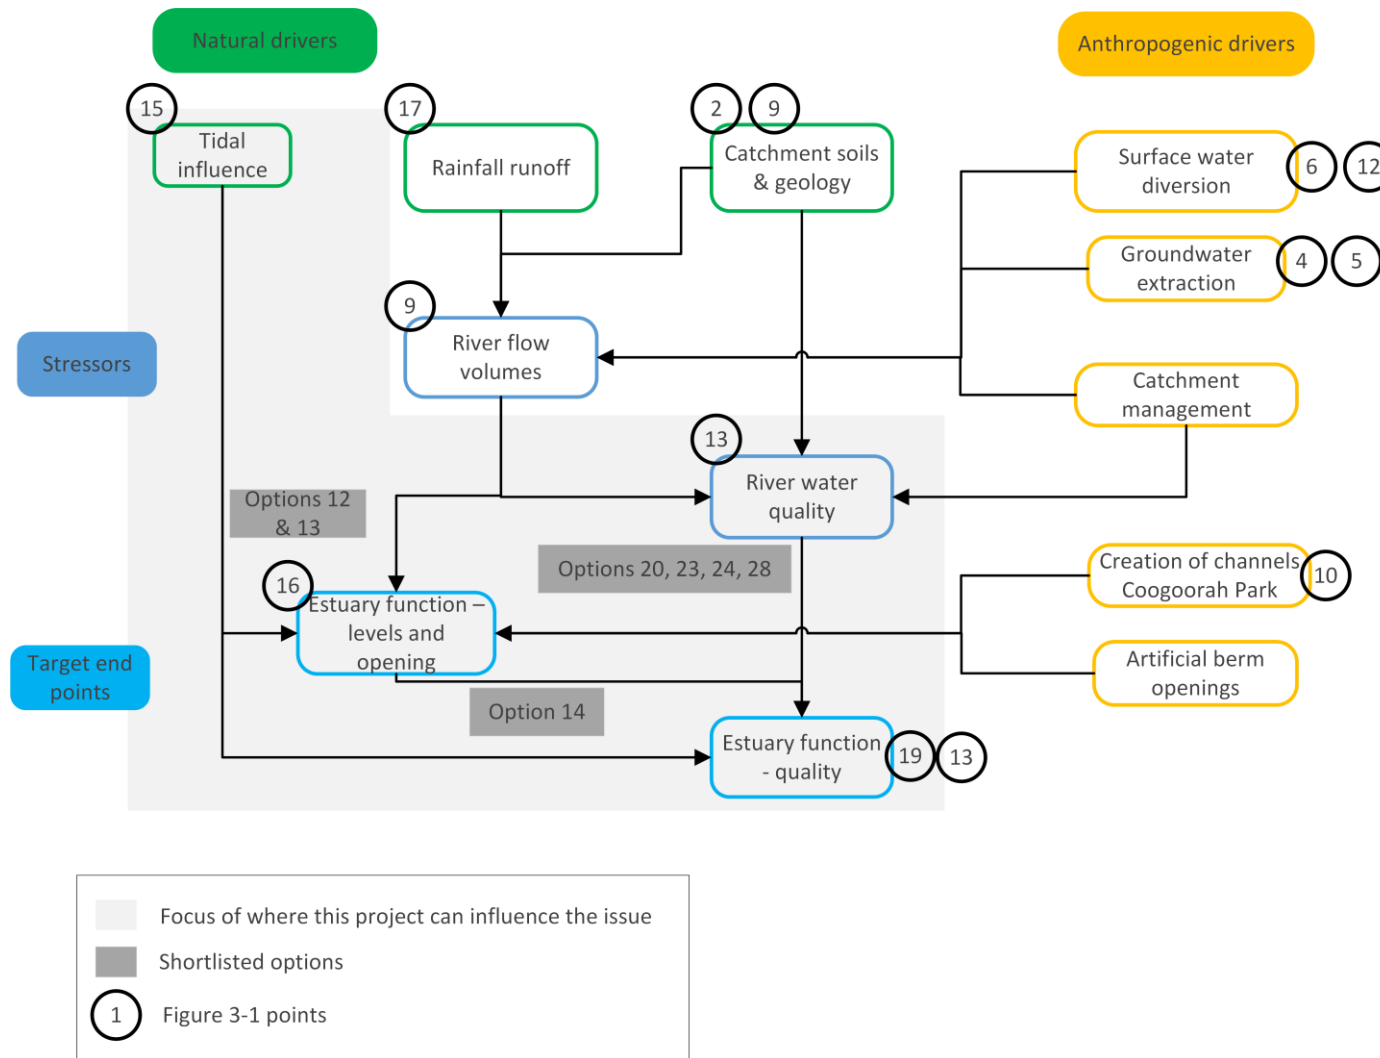 Natural drivers
Anthropogenic drivers
15
17
2
9
Tidal
influence
Rainfall runoff
Catchment soils
& geology
Surface water
diversion
6
12
Groundwater
extraction
4
5
9
River flow
volumes
Stressors
Catchment
management
13
River water
quality
Options 12
& 13
Options 20, 23, 24, 28
Creation of channels
Coogoorah Park
10
16
Estuary function –
levels and
opening
Target end
points
Artificial berm
openings
Option 14
Estuary function
- quality
19
13
Focus of where this project can influence the issue
Shortlisted options
1
Figure 3-1 points